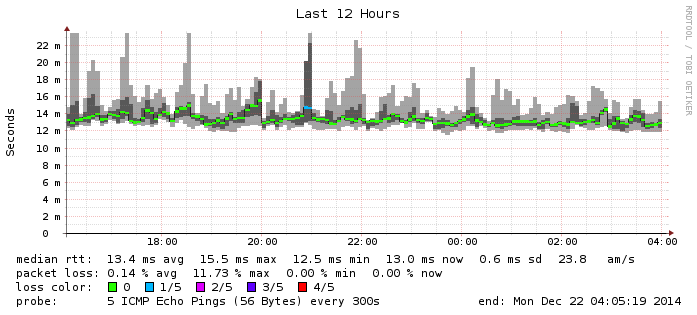 Last 12 Hours
RRDTOOL / TOBI OETIKER
Seconds
22 m
20 m
18 m
16 m
14 m
12 m
10 m
8 m
6 m
4 m
2 m
0
18:00 20:00 22:00 00:00 02:00 04:00
median rtt: 13.4 ms avg 15.5 ms max 12.5 ms min 13.0 ms now 0.6 ms sd 23.8 am/s
packet loss: 0.14 % avg 11.73 % max 0.00 % min 0.00 % now
loss color: 0 1/5 2/5 3/5 4/5
probe: 5 ICMP Echo Pings (56 Bytes) every 300s end: Mon Dec 22 04:05:19 2014